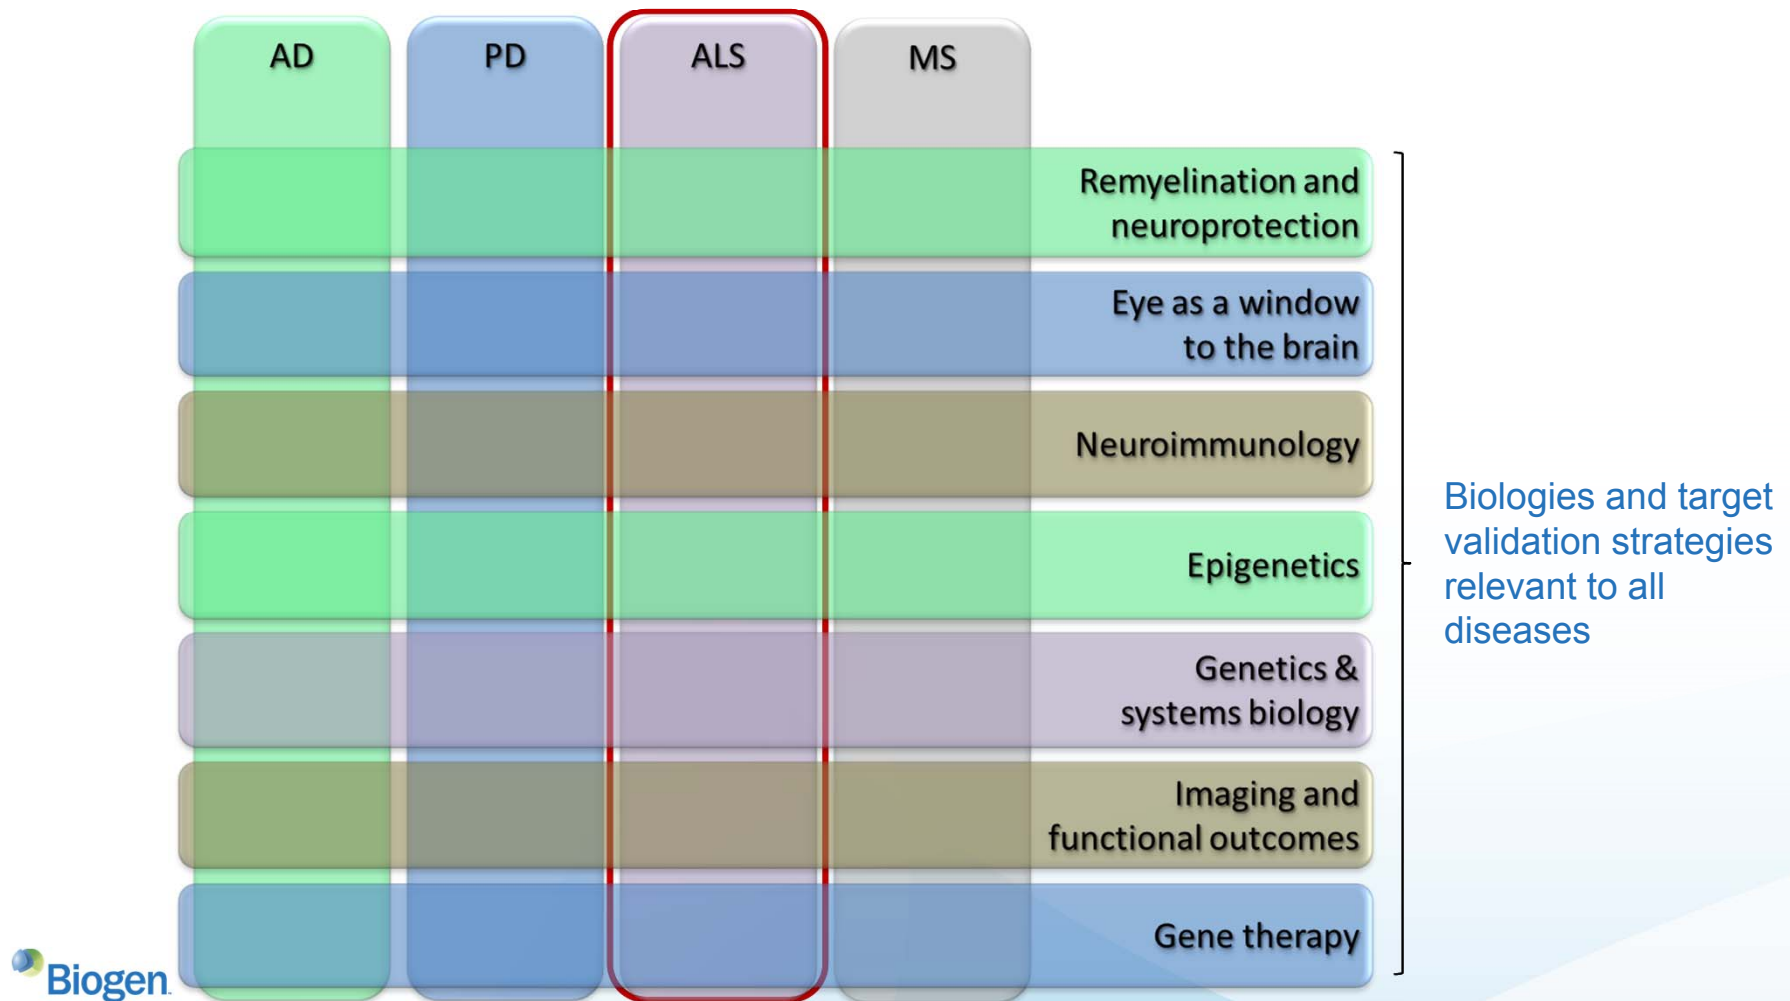 AD
PD
ALS
MS
Remyelination and
neuroprotection
Eye as a window
to the brain
Neuroimmunology
Epigenetics
Genetics &
systems biology
Imaging and
functional outcomes
Gene therapy
Biologies and target
validation strategies
relevant to all
diseases
Biogen